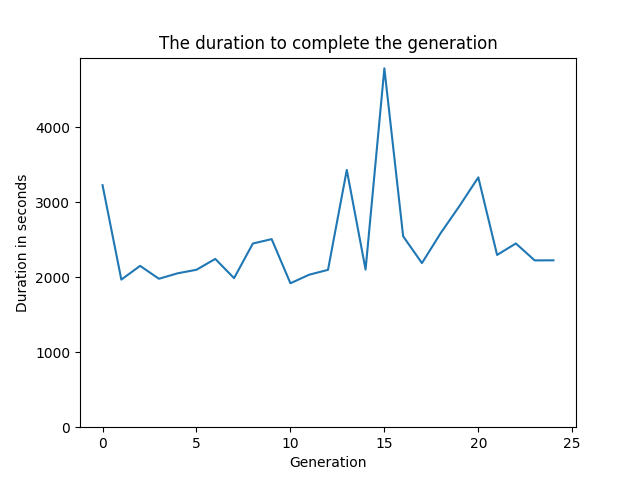 The duration to complete the generation
4000
3000
2000
1000
0
Duration in seconds
0 5 10 15 20 25
Generation